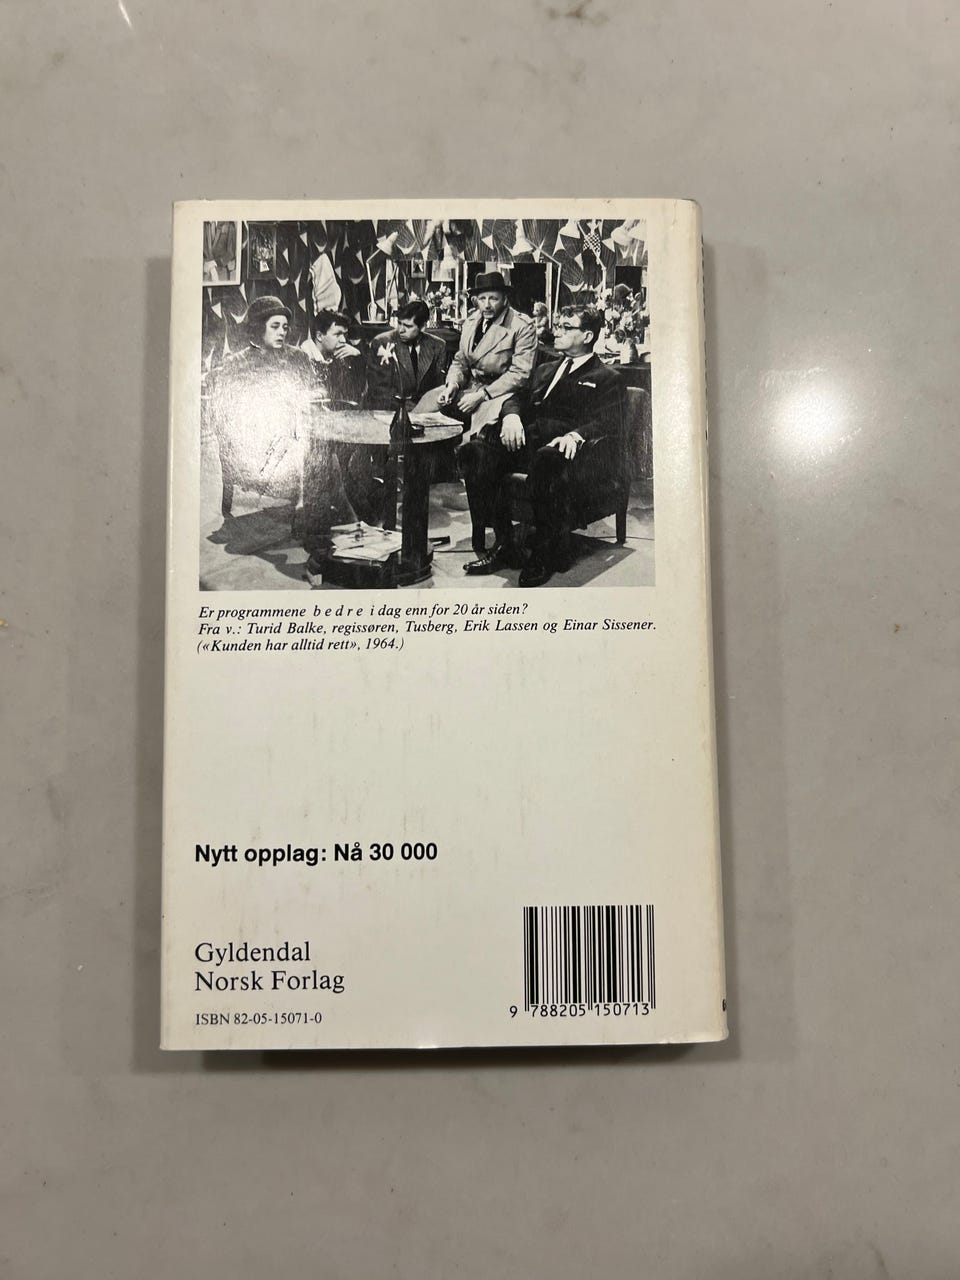 Er programmene b e d r e i dag enn for 20 år siden?
Fra v.: Turid Balke, regissøren, Tusberg, Erik Lassen og Einar Sissener.
(«Kunden har alltid rett», 1964.)
Nytt opplag: Nå 30 000
Gyldendal
Norsk Forlag
ISBN 82-05-15071-0
9 788205 150713